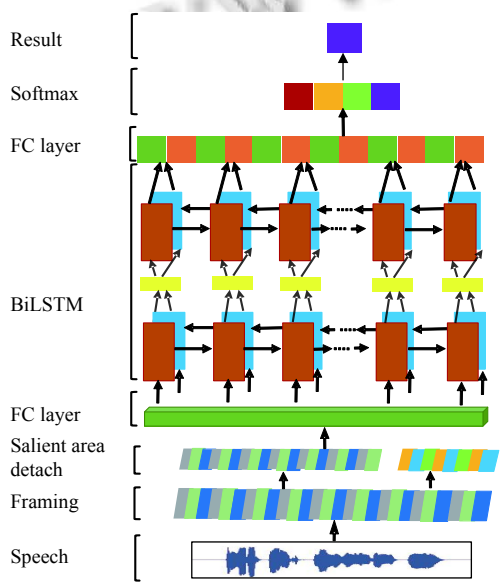 Result
Softmax
FC layer
BiLSTM
FC layer
Salient area
detach
Framing
Speech